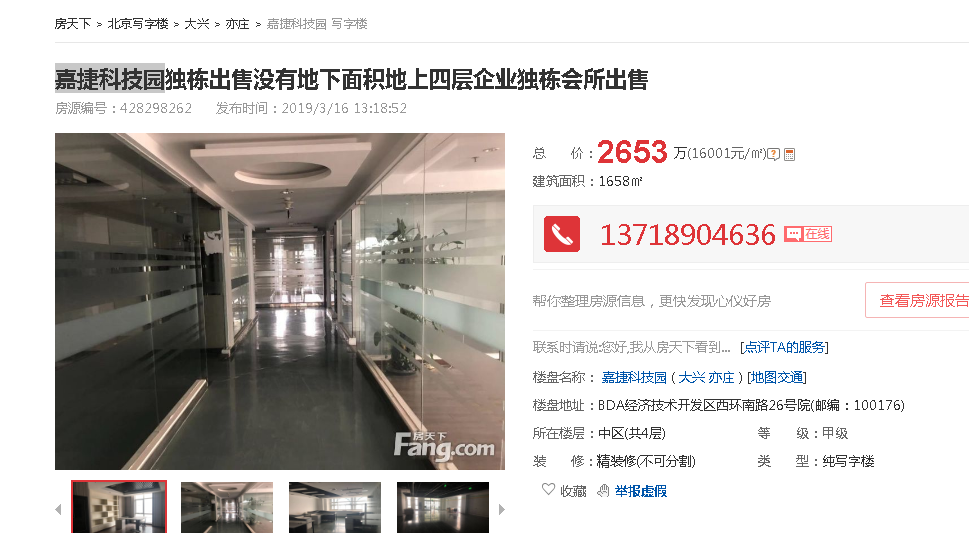 房天下 > 北京写字楼 > 大兴 > 亦庄 > 嘉捷科技园 写字楼
嘉捷科技园独栋出售没有地下面积地上四层企业独栋会所出售
房源编号：428298262 发布时间：2019/3/16 13:18:52
总 价：2653 万(16001元/㎡)
建筑面积：1658㎡
13718904636 在线
帮你整理房源信息，更快发现心仪好房 查看房源报告
联系时请说:您好,我从房天下看到... [点评TA的服务]
楼盘名称： 嘉捷科技园 ( 大兴 亦庄 ) [地图交通]
楼盘地址：BDA经济技术开发区西环南路26号院(邮编：100176)
所在楼层：中区(共4层) 等 级：甲级
装 修：精装修(不可分割) 类 型：纯写字楼
收藏 举报虚假
房天下
Fang.com